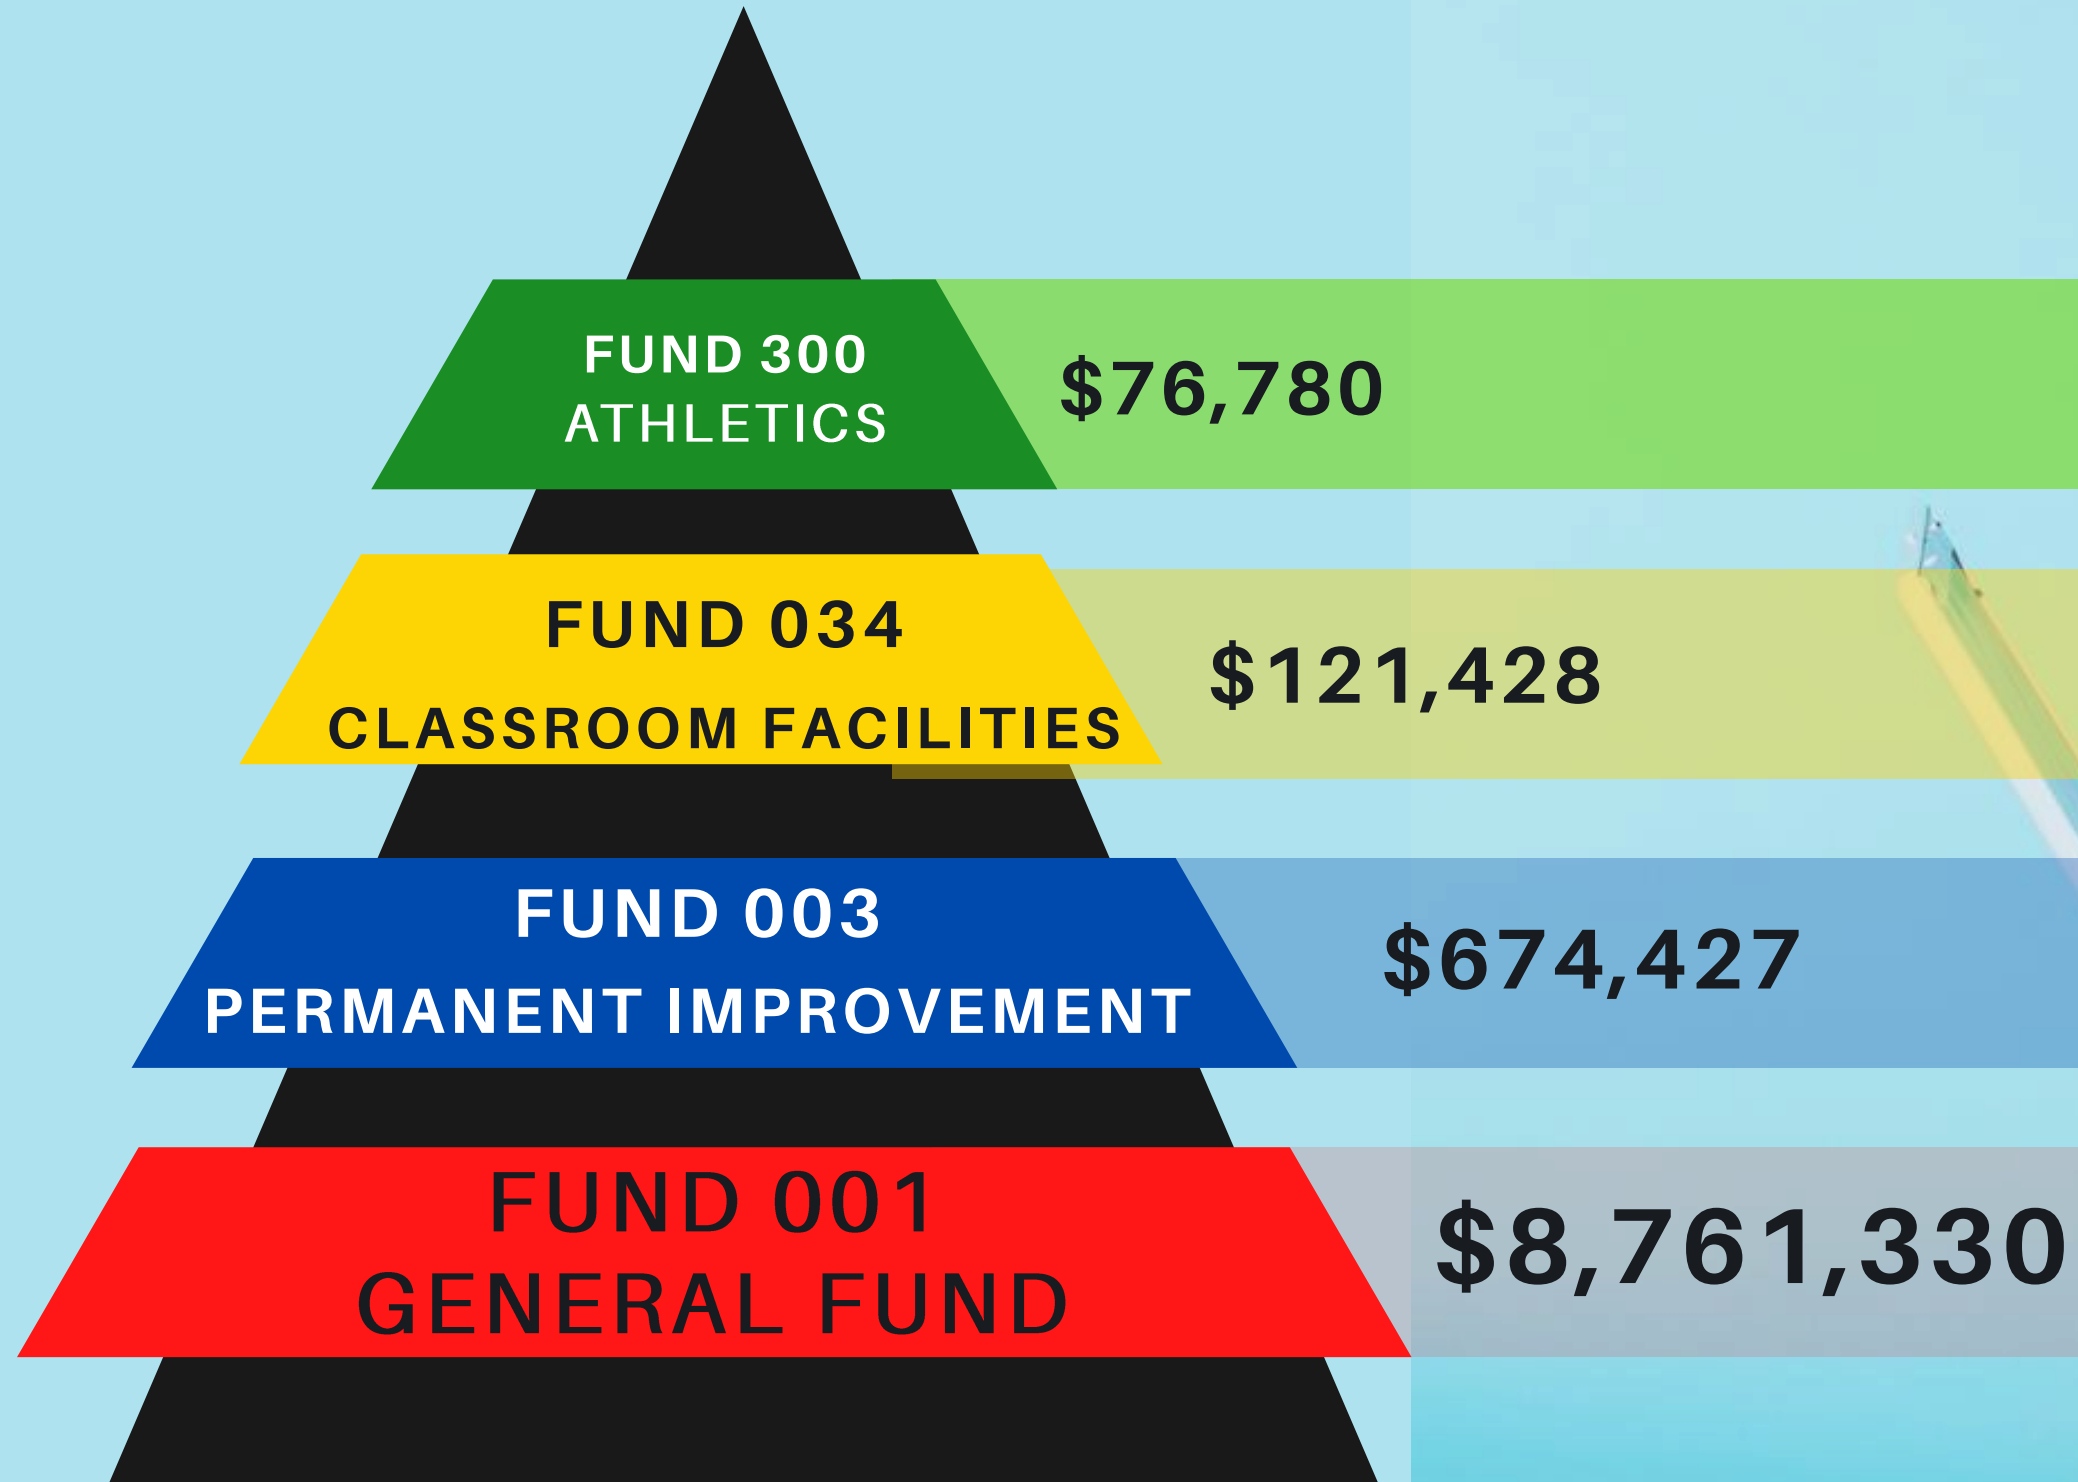 FUND 300
ATHLETICS
$76,780
FUND 034
CLASSROOM FACILITIES
$121,428
FUND 003
PERMANENT IMPROVEMENT
$674,427
FUND 001
GENERAL FUND
$8,761,330